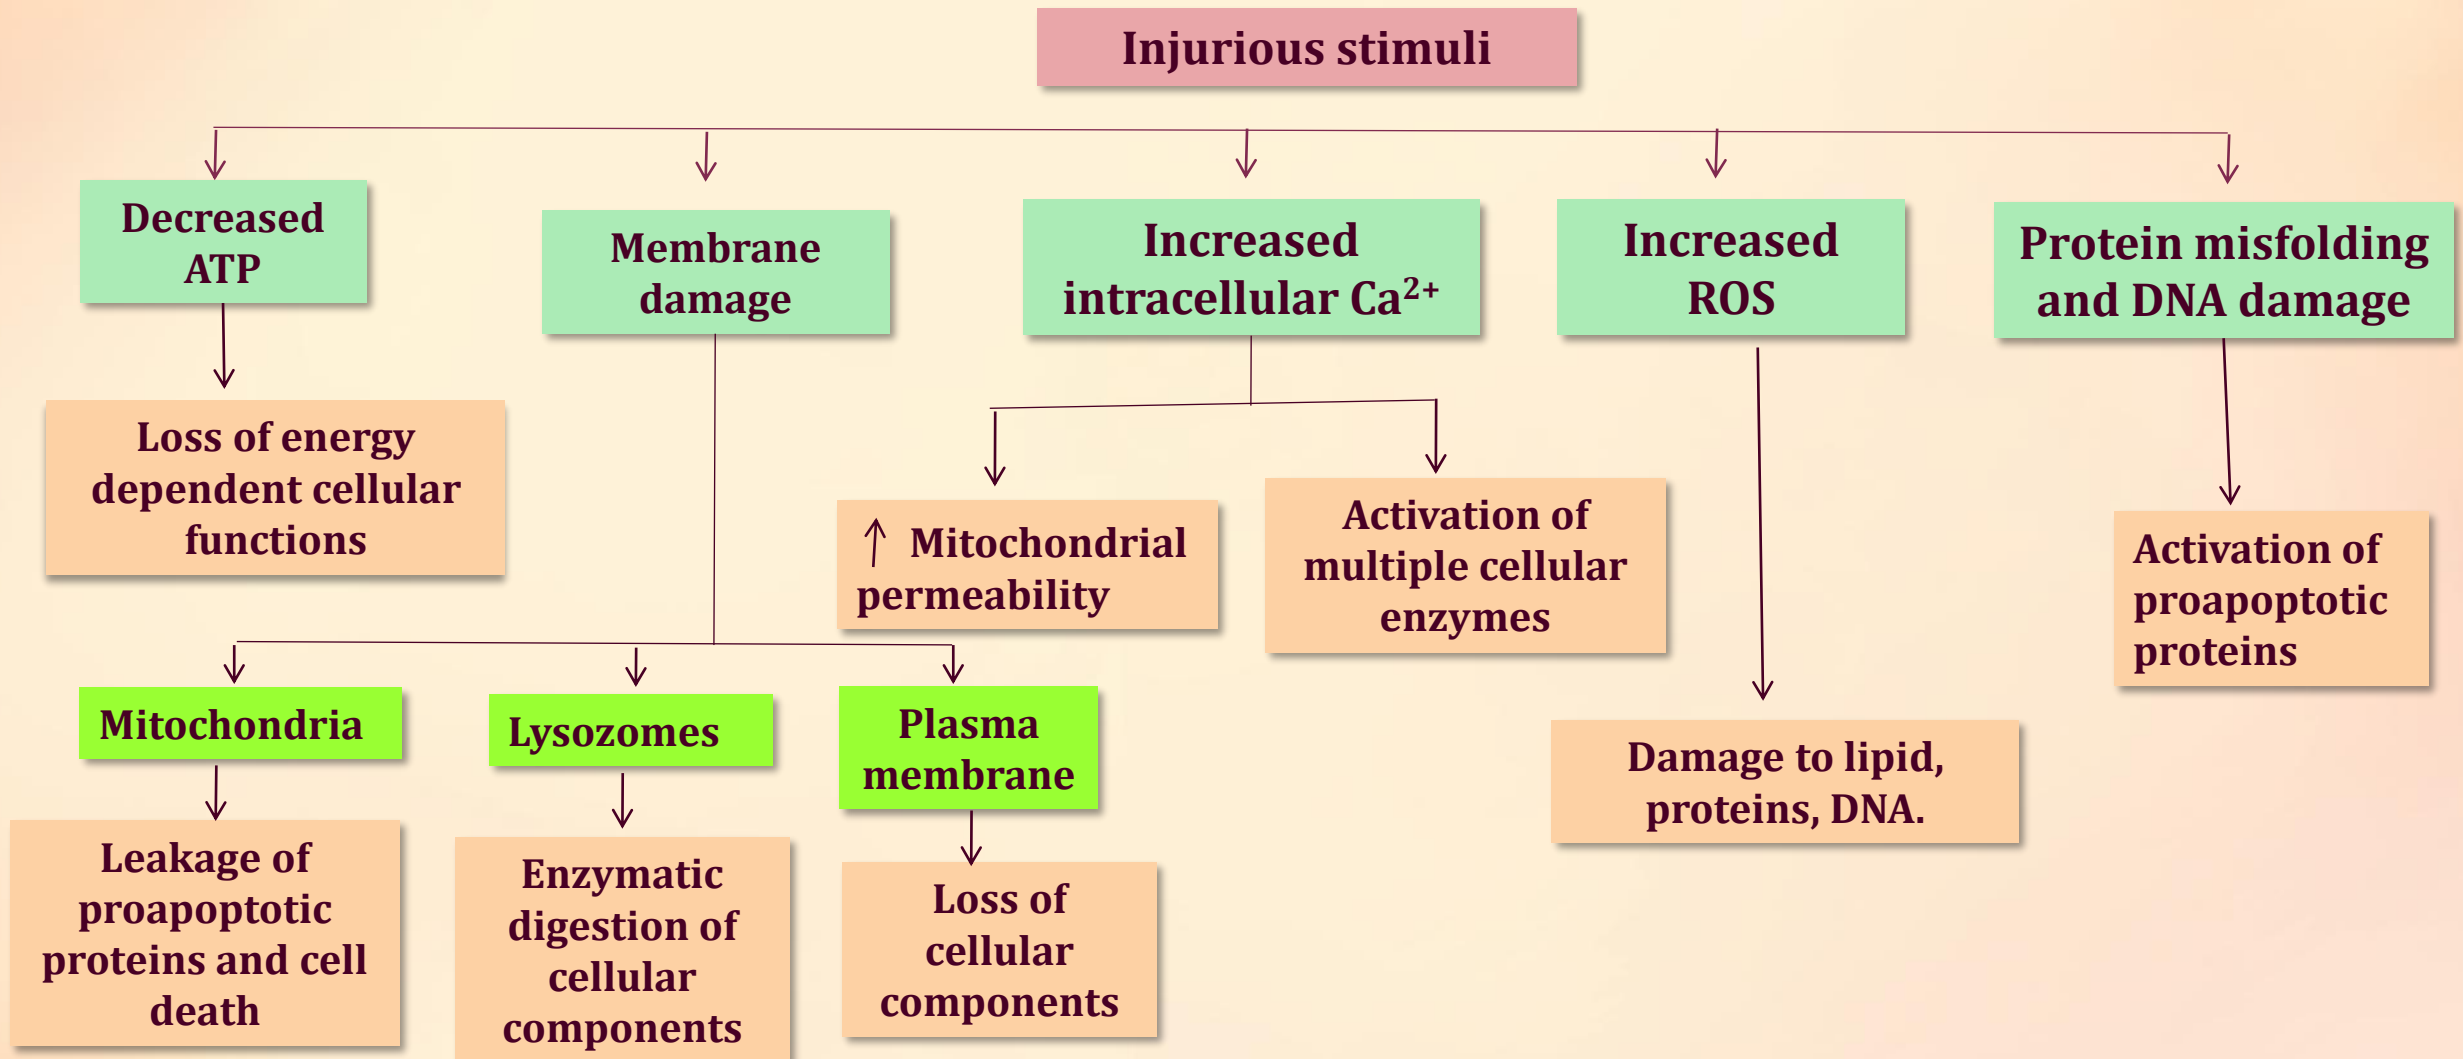 Injurious stimuli
Decreased
ATP
Membrane
damage
Increased
intracellular Ca²⁺
Increased
ROS
Protein misfolding
and DNA damage
Loss of energy
dependent cellular
functions
↑ Mitochondrial
permeability
Activation of
multiple cellular
enzymes
Activation of
proapoptotic
proteins
Mitochondria
Lysozomes
Plasma
membrane
Damage to lipid,
proteins, DNA.
Leakage of
proapoptotic
proteins and cell
death
Enzymatic
digestion of
cellular
components
Loss of
cellular
components